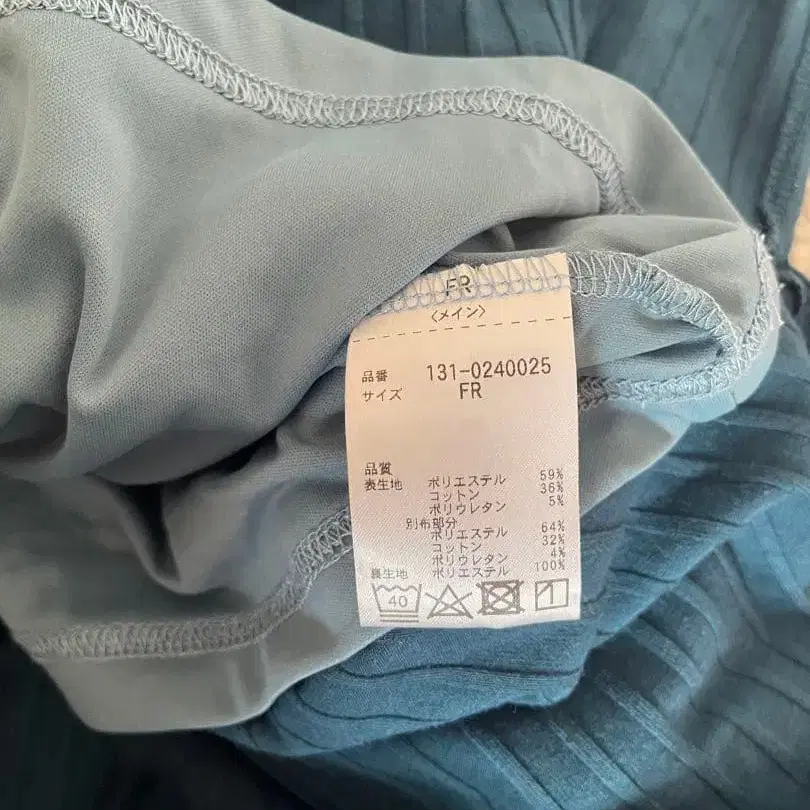 FR
〈メイン〉
品番 131-0240025
サイズ FR
品質
表生地 ポリエステル 59%
コットン 36%
ポリウレタン 5%
別布部分
ポリエステル 64%
コットン 32%
ポリウレタン 4%
裏生地 ポリエステル 100%
40